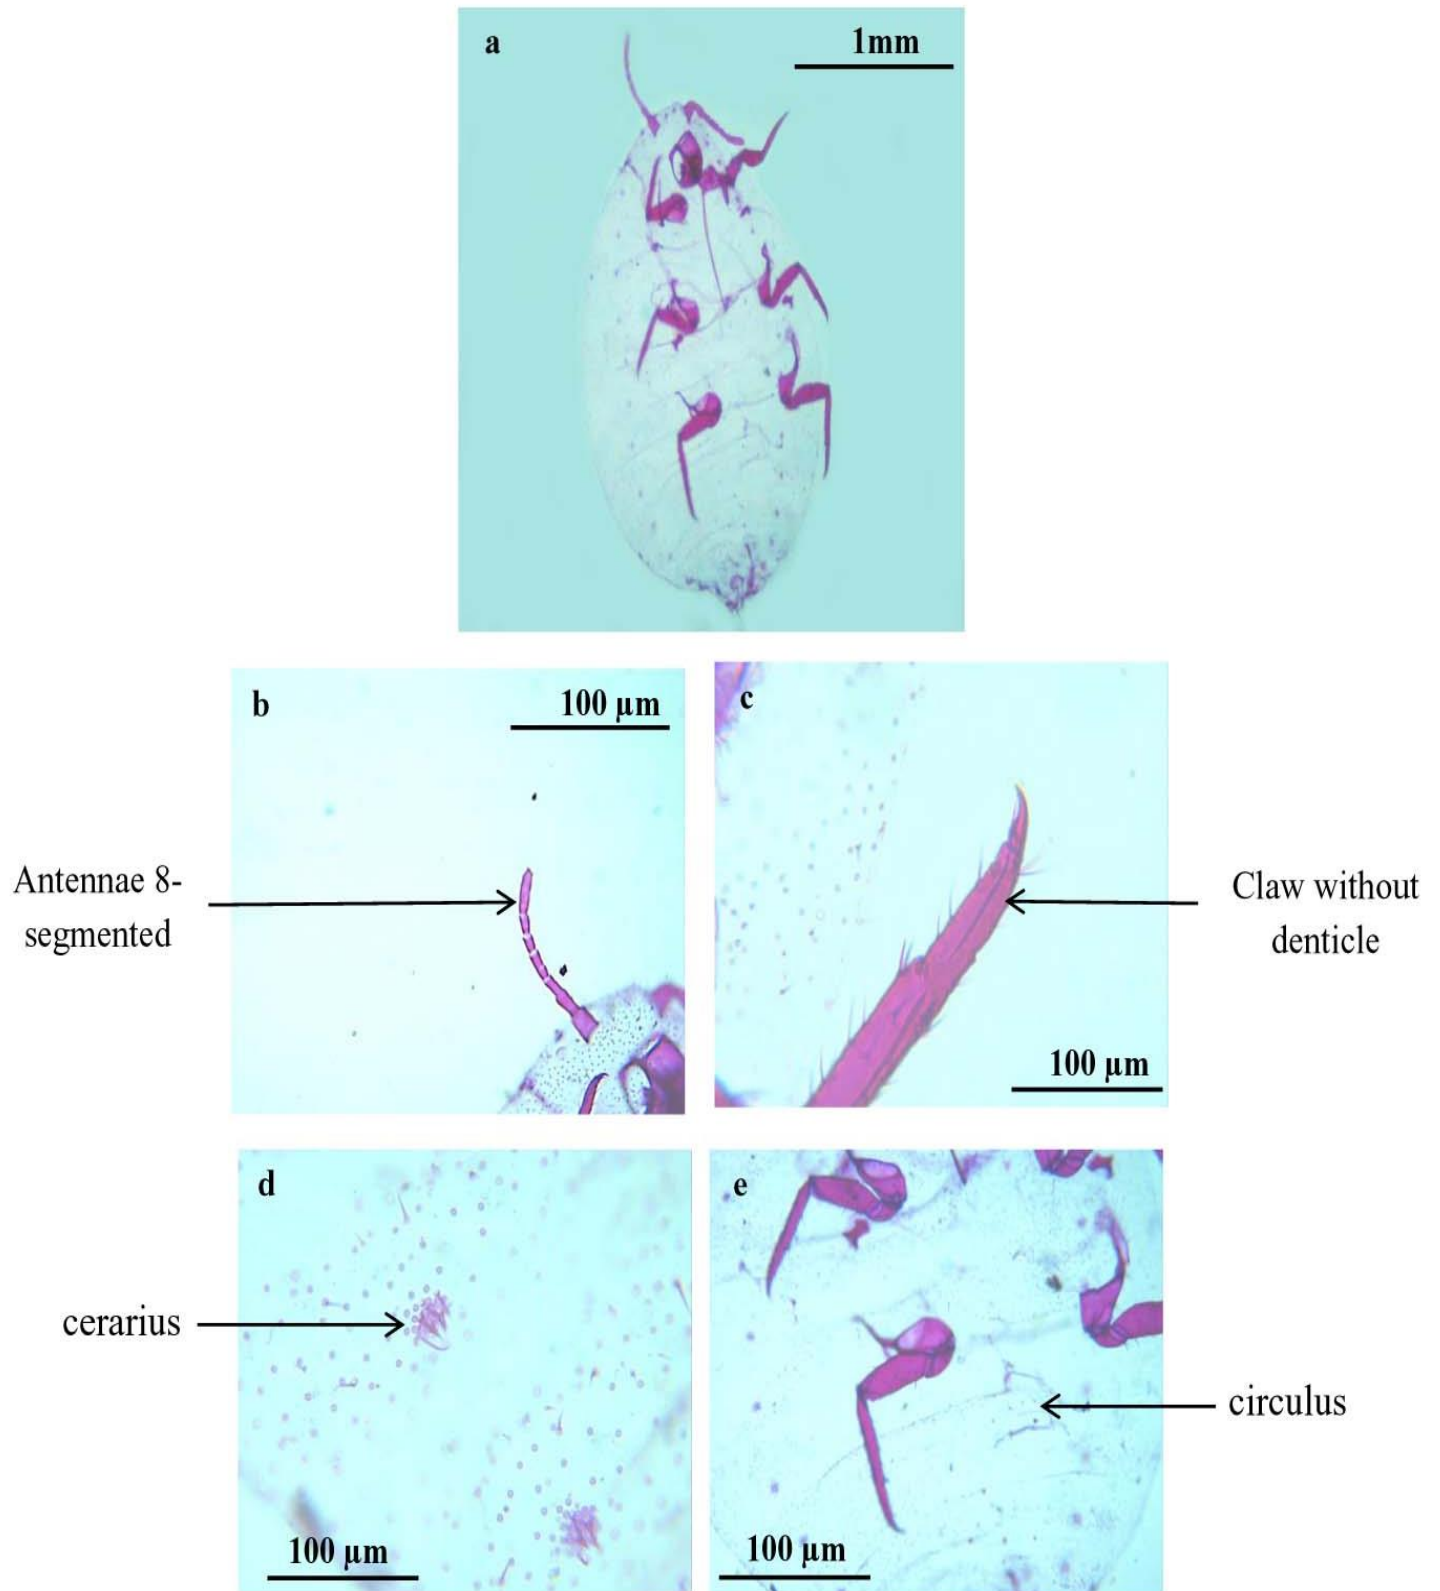 a
1mm
b
100 µm
c
Antennae 8-
segmented
Claw without
denticle
100 µm
d
e
cerarius
circulus
100 µm
100 µm